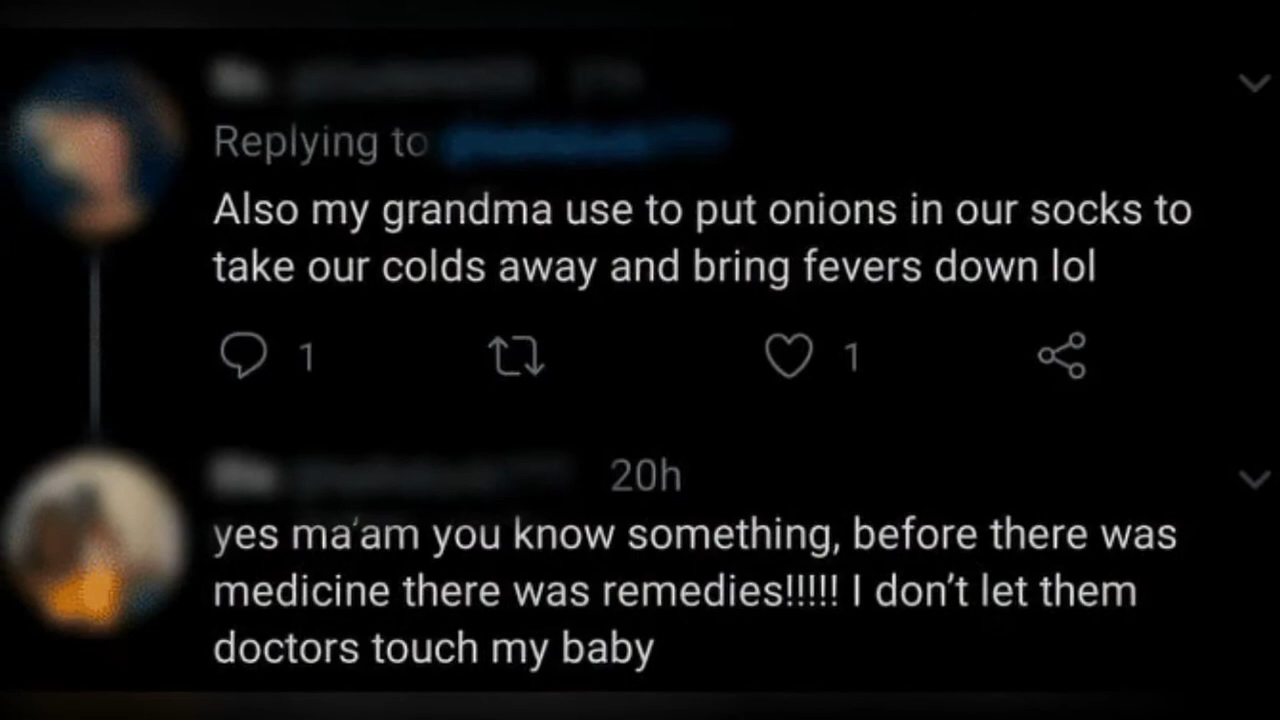 Replying to
Also my grandma use to put onions in our socks to
take our colds away and bring fevers down lol
1
1
20h
yes ma'am you know something, before there was
medicine there was remedies!!!!! I don't let them
doctors touch my baby